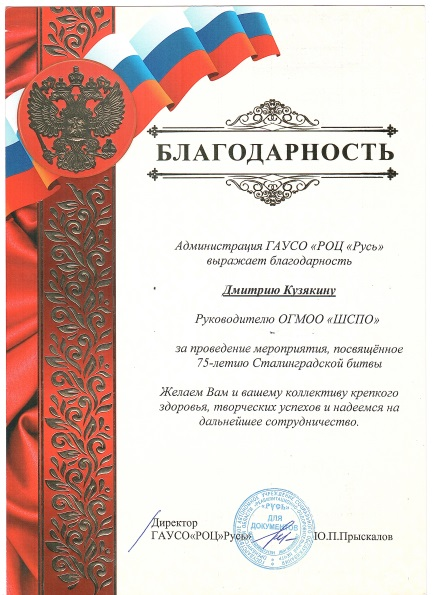 БЛАГОДАРНОСТЬ
Администрация ГАУСО «РОЦ «Русь»
выражает благодарность
Дмитрию Кузякину
Руководителю ОГМОО «ШСПО»
за проведение мероприятия, посвящённое
75-летию Сталинградской битвы
Желаем Вам и вашему коллективу крепкого
здоровья, творческих успехов и надеемся на
дальнейшее сотрудничество.
«РУСЬ»
ДЛЯ
ДОКУМЕНТОВ
Директор
ГАУСО«РОЦ»Русь»
Ю.П.Прыскалов